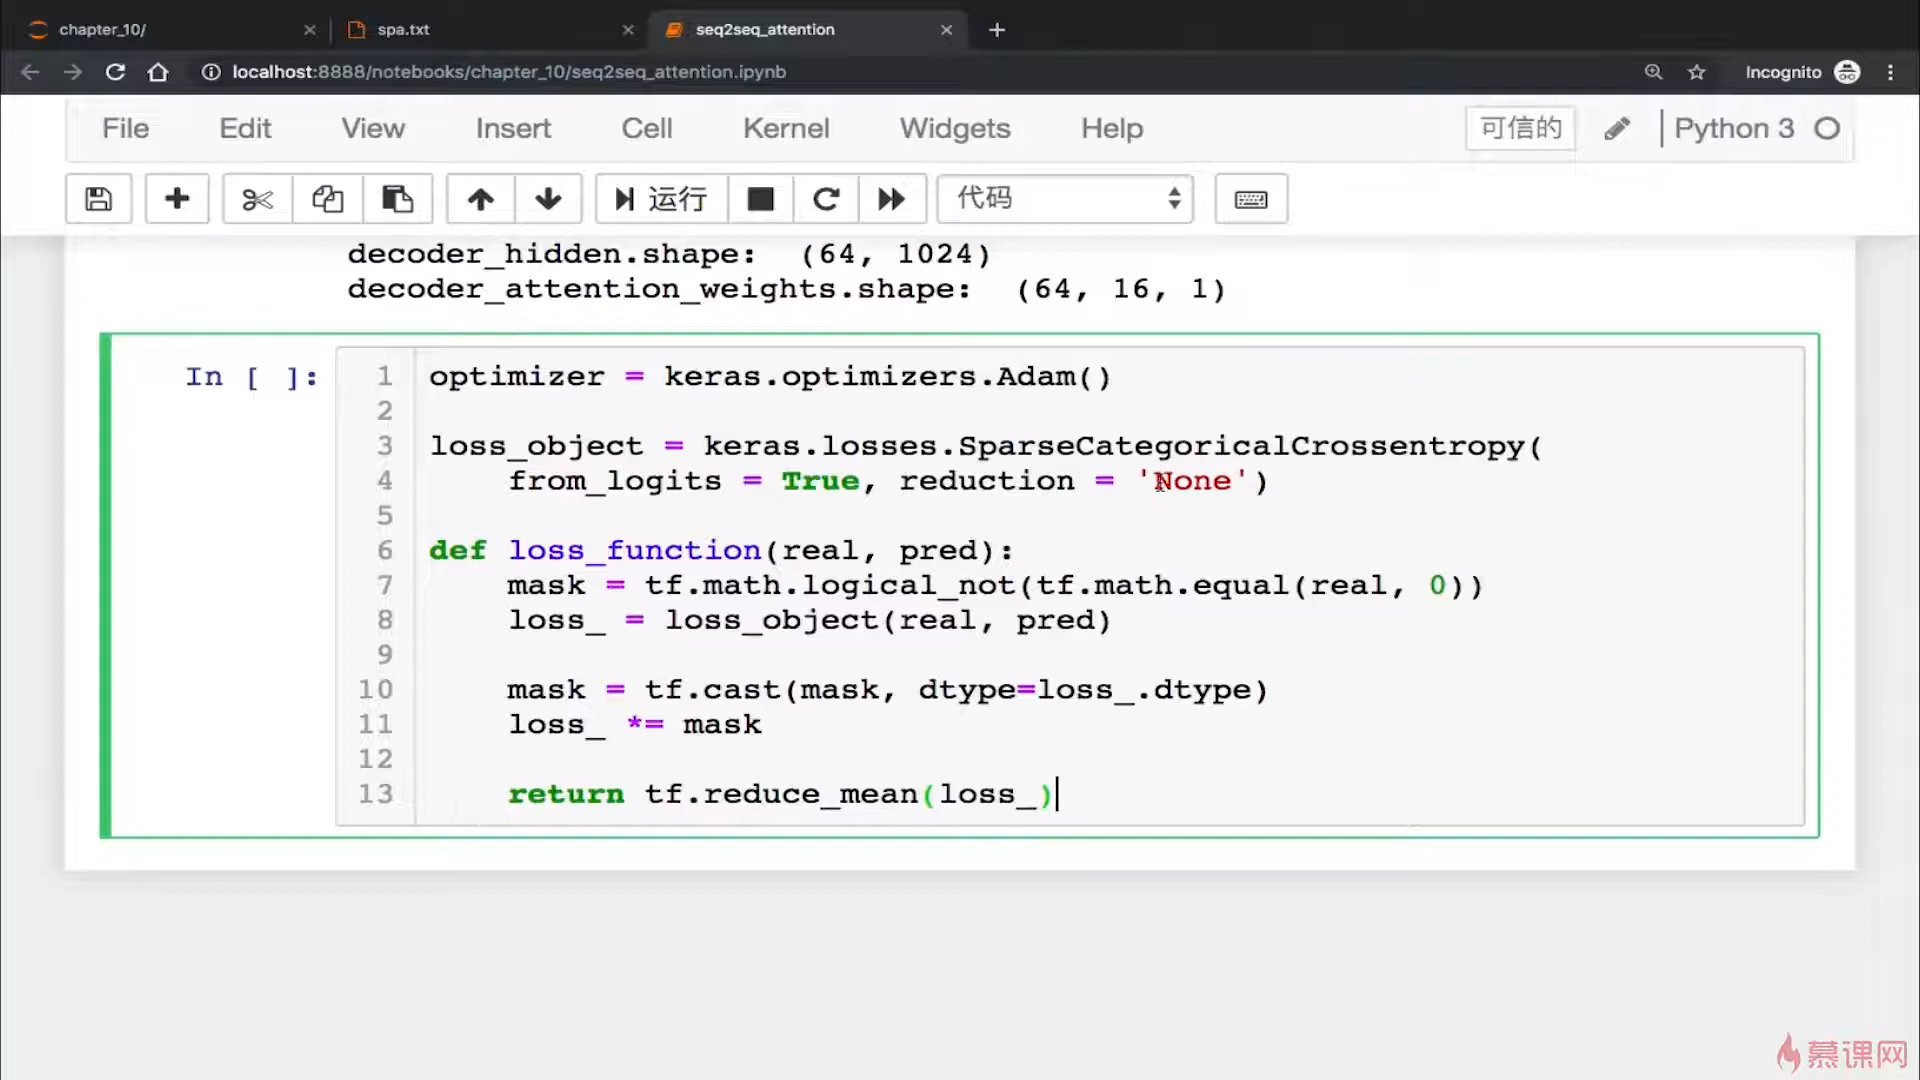 chapter_10/
spa.txt
seq2seq_attention
localhost:8888/notebooks/chapter_10/seq2seq_attention.ipynb
Incognito
File Edit View Insert Cell Kernel Widgets Help
可信的
Python 3
运行
代码
decoder_hidden.shape:  (64, 1024)
decoder_attention_weights.shape:  (64, 16, 1)
In [ ]:
1 optimizer = keras.optimizers.Adam()
2
3 loss_object = keras.losses.SparseCategoricalCrossentropy(
4     from_logits = True, reduction = 'None')
5
6 def loss_function(real, pred):
7     mask = tf.math.logical_not(tf.math.equal(real, 0))
8     loss_ = loss_object(real, pred)
9
10     mask = tf.cast(mask, dtype=loss_.dtype)
11     loss_ *= mask
12
13     return tf.reduce_mean(loss_)
慕课网